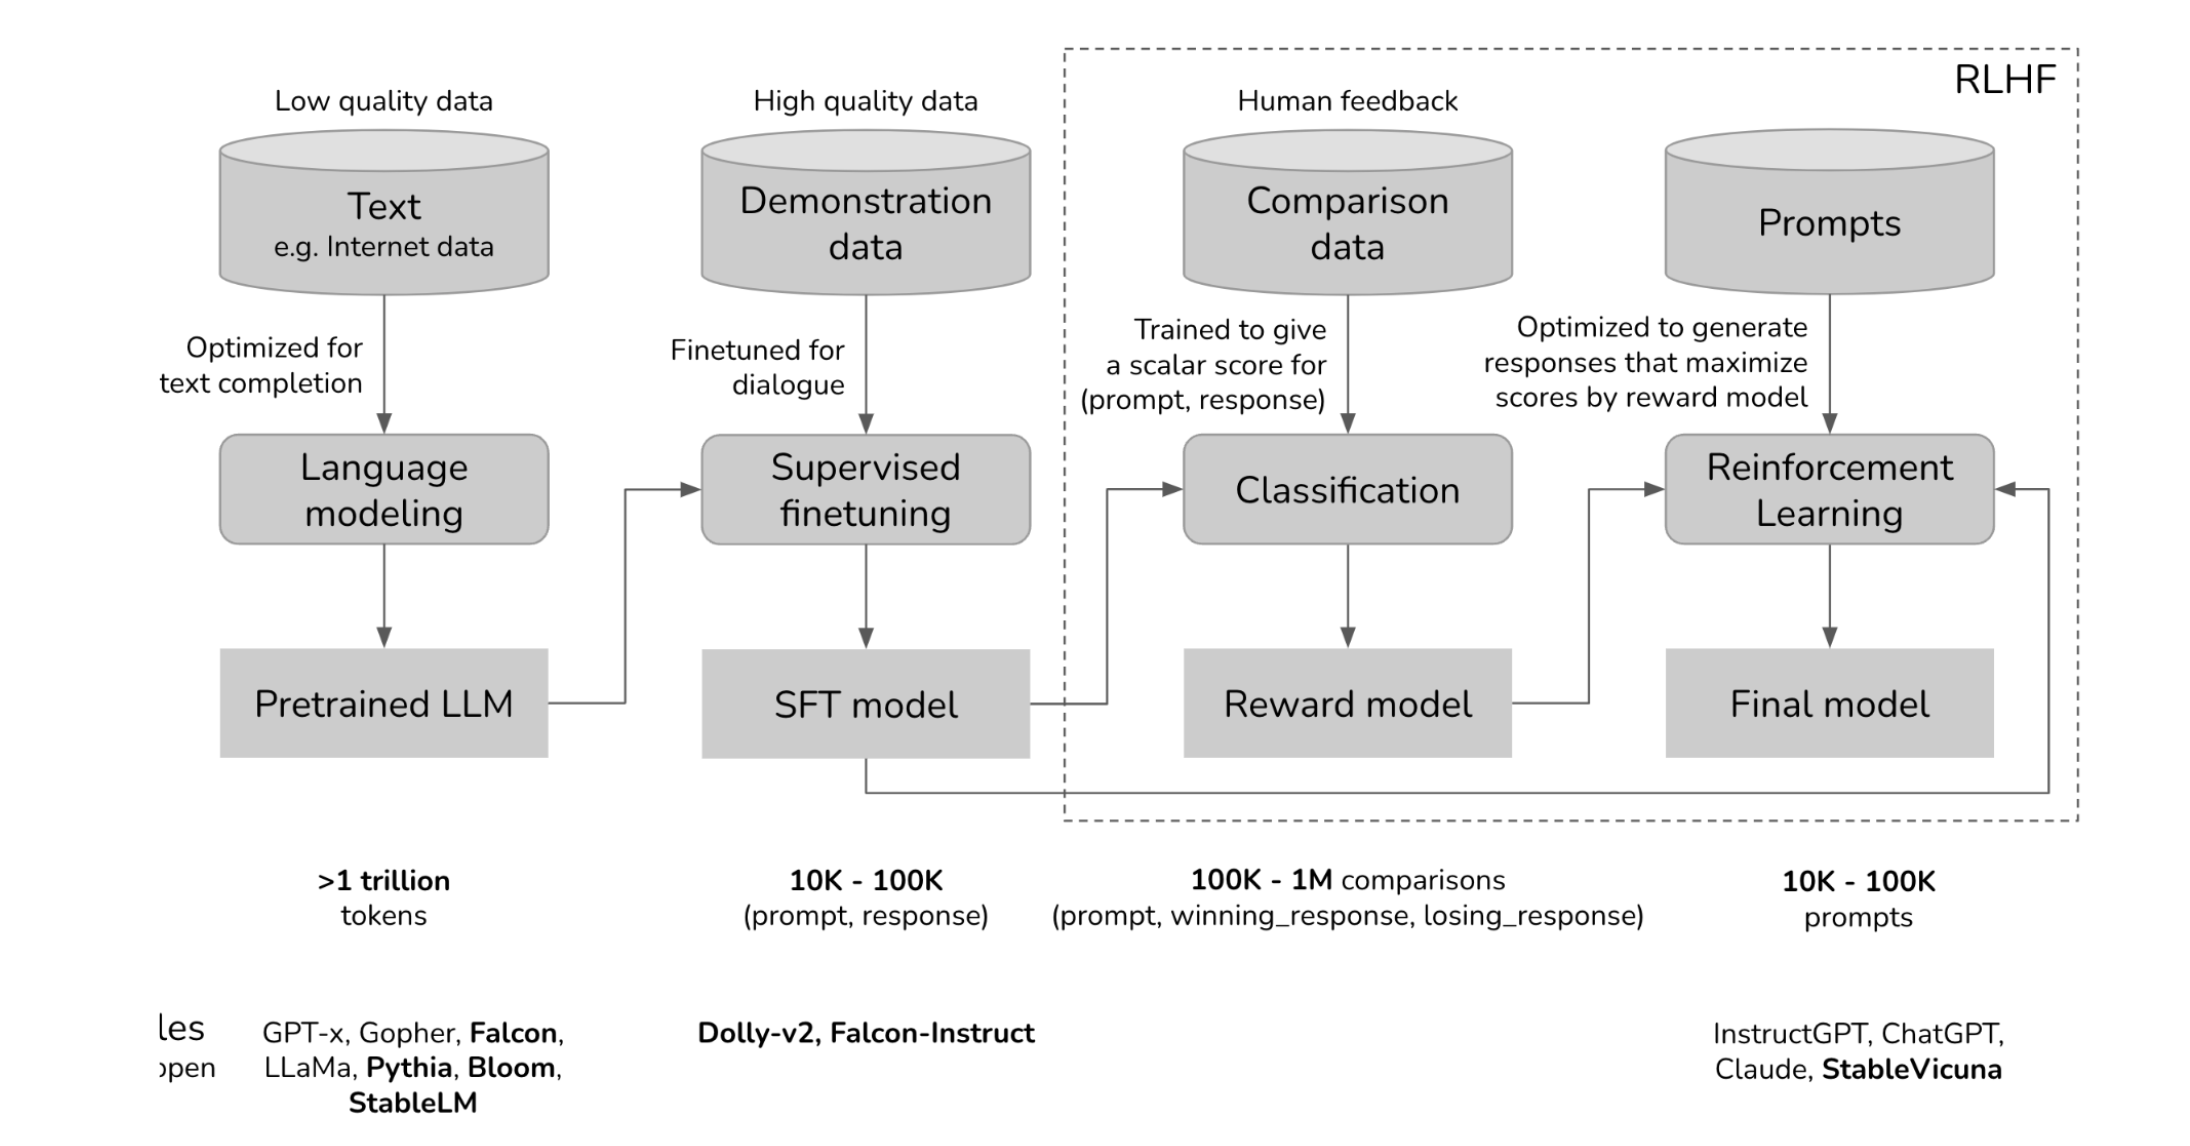 RLHF
Low quality data
Text
e.g. Internet data
Optimized for
text completion
Language
modeling
Pretrained LLM
>1 trillion
tokens
High quality data
Demonstration
data
Finetuned for
dialogue
Supervised
finetuning
SFT model
10K - 100K
(prompt, response)
Human feedback
Comparison
data
Trained to give
a scalar score for
(prompt, response)
Classification
Reward model
100K - 1M comparisons
(prompt, winning_response, losing_response)
Prompts
Optimized to generate
responses that maximize
scores by reward model
Reinforcement
Learning
Final model
10K - 100K
prompts
GPT-x, Gopher, Falcon,
LLaMa, Pythia, Bloom,
StableLM
Dolly-v2, Falcon-Instruct
InstructGPT, ChatGPT,
Claude, StableVicuna